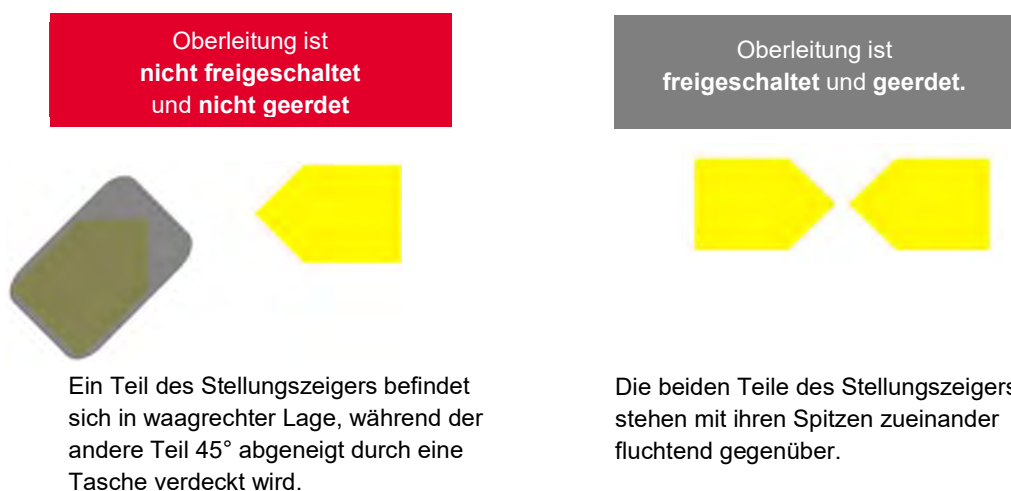 Oberleitung ist
nicht freigeschaltet
und nicht geerdet
Ein Teil des Stellungszeigers befindet
sich in waagrechter Lage, während der
andere Teil 45° abgeneigt durch eine
Tasche verdeckt wird.
Oberleitung ist
freigeschaltet und geerdet.
Die beiden Teile des Stellungszeigers
stehen mit ihren Spitzen zueinander
fluchtend gegenüber.